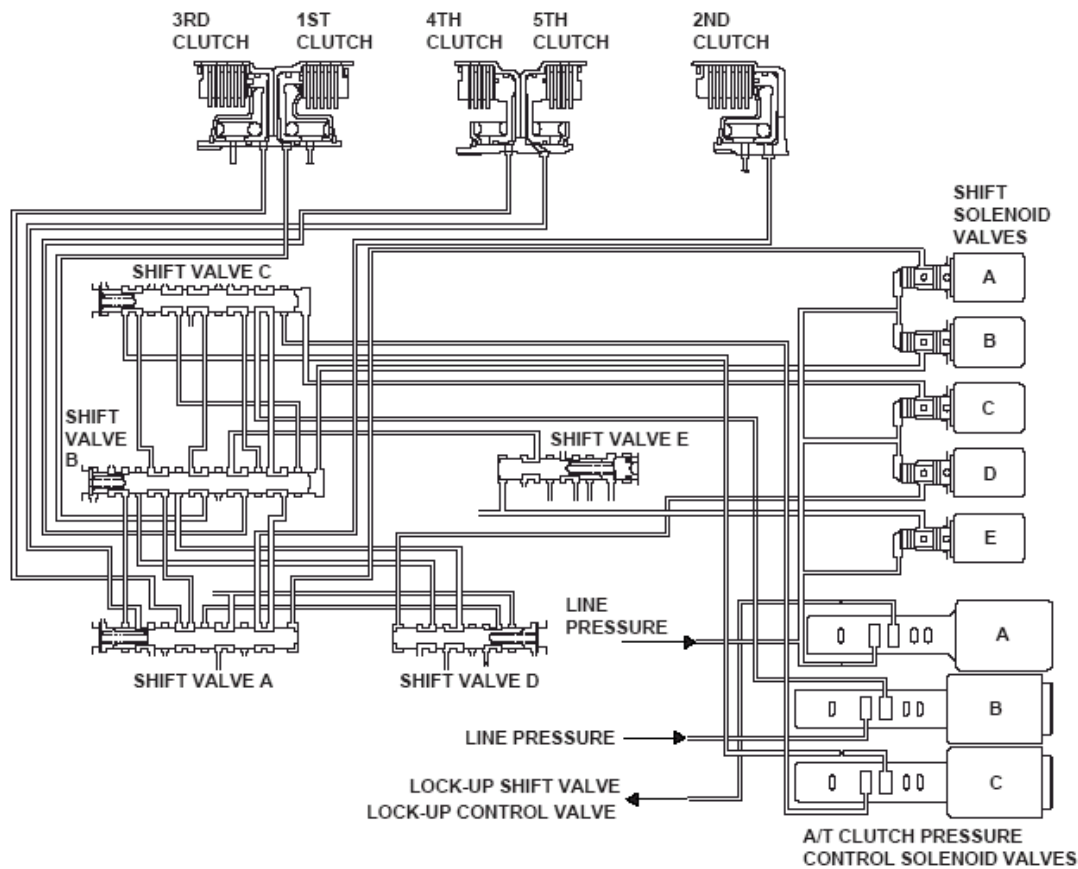 3RD
CLUTCH
1ST
CLUTCH
4TH
CLUTCH
5TH
CLUTCH
2ND
CLUTCH
SHIFT
SOLENOID
VALVES
A
B
C
D
E
SHIFT VALVE C
SHIFT
VALVE
B
SHIFT VALVE E
LINE
PRESSURE
SHIFT VALVE A
SHIFT VALVE D
A
B
C
LINE PRESSURE
LOCK-UP SHIFT VALVE
LOCK-UP CONTROL VALVE
A/T CLUTCH PRESSURE
CONTROL SOLENOID VALVES